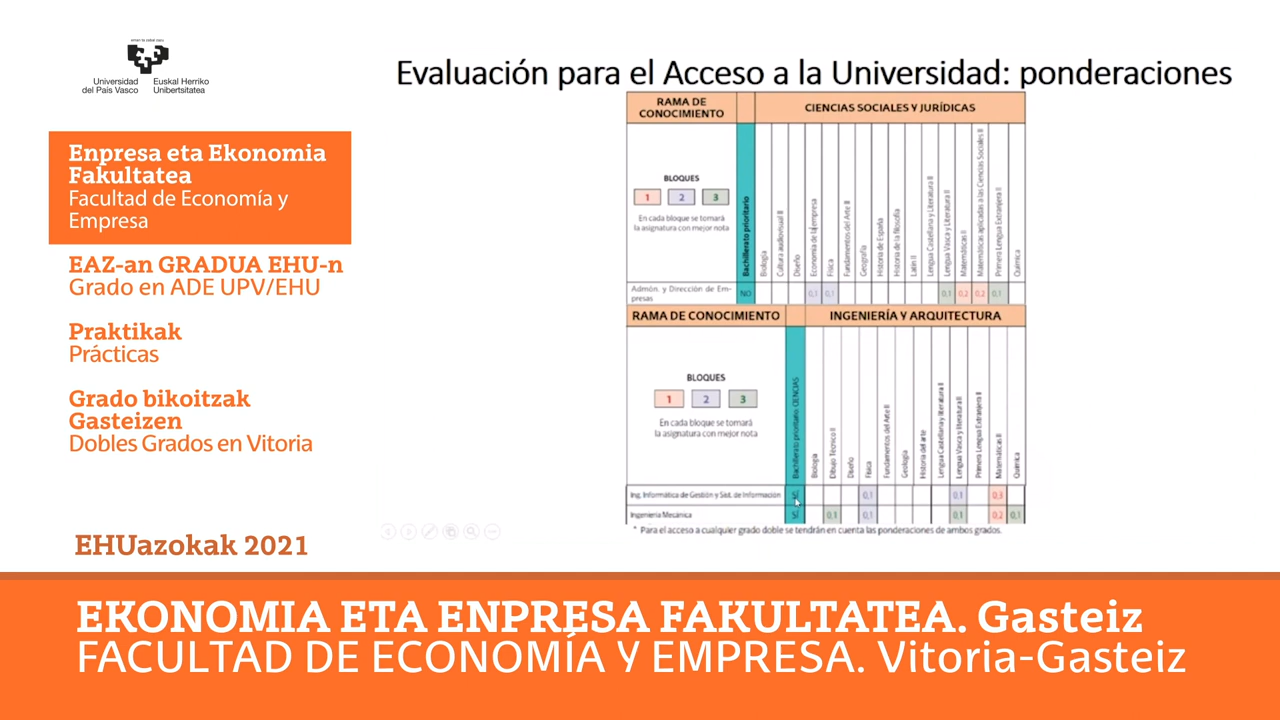 Universidad
del País Vasco
Euskal Herriko
Unibertsitatea
Enpresa eta Ekonomia
Fakultatea
Facultad de Economía y
Empresa
EAZ-an GRADUA EHU-n
Grado en ADE UPV/EHU
Praktikak
Prácticas
Grado bikoitzak
Gasteizen
Dobles Grados en Vitoria
EHUazokak 2021
Evaluación para el Acceso a la Universidad: ponderaciones
RAMA DE
CONOCIMIENTO
CIENCIAS SOCIALES Y JURÍDICAS
BLOQUES
1 2 3
En cada bloque se tomará
la asignatura con mejor nota
Bachillerato prioritario
Biología
Cultura audiovisual II
Diseño
Economía de la empresa
Física
Fundamentos del Arte II
Geografía
Historia de España
Historia de la filosofía
Latín II
Lengua Castellana y Literatura II
Lengua Vasca y Literatura II
Matemáticas II
Matemáticas aplicadas a las Ciencias Sociales II
Primera Lengua Extranjera II
Química
Admón. y Dirección de Em-
presas
NO 0,1 0,1 0,1 0,2 0,2 0,1
RAMA DE CONOCIMIENTO
INGENIERÍA Y ARQUITECTURA
BLOQUES
1 2 3
En cada bloque se tomará
la asignatura con mejor nota
Bachillerato prioritario: CIENCIAS
Biología
Dibujo Técnico II
Diseño
Física
Fundamentos del Arte II
Geología
Historia del arte
Lengua Castellana y literatura II
Lengua Vasca y literatura II
Primera Lengua Extranjera II
Matemáticas II
Química
Ing. Informática de Gestión y Sist. de Información SÍ 0,1 0,1 0,3
Ingeniería Mecánica SÍ 0,1 0,1 0,1 0,2 0,1
* Para el acceso a cualquier grado doble se tendrán en cuenta las ponderaciones de ambos grados.
EKONOMIA ETA ENPRESA FAKULTATEA. Gasteiz
FACULTAD DE ECONOMÍA Y EMPRESA. Vitoria-Gasteiz